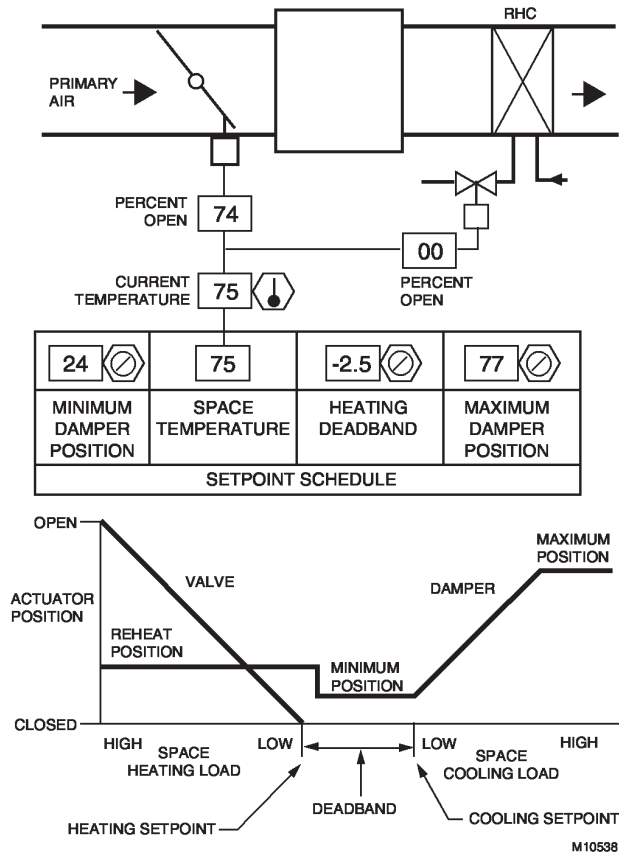 RHC
PRIMARY
AIR
PERCENT
OPEN
74
00
PERCENT
OPEN
CURRENT
TEMPERATURE
75
24
75
-2.5
77
MINIMUM
DAMPER
POSITION
SPACE
TEMPERATURE
HEATING
DEADBAND
MAXIMUM
DAMPER
POSITION
SETPOINT SCHEDULE
OPEN
ACTUATOR
POSITION
CLOSED
VALVE
REHEAT
POSITION
MINIMUM
POSITION
DAMPER
MAXIMUM
POSITION
HIGH
SPACE
HEATING LOAD
LOW
LOW
SPACE
COOLING LOAD
HIGH
DEADBAND
HEATING SETPOINT
COOLING SETPOINT
M10538